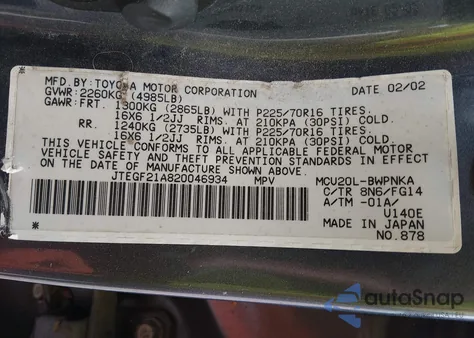 MFD.BY:TOYOTA MOTOR CORPORATION DATE 02/02
GVWR:2260KG (4985LB)
GAWR:FRT. 1300KG (2865LB) WITH P225/70R16 TIRES.
16X6 1/2JJ RIMS. AT 210KPA (30PSI) COLD.
RR. 1240KG (2735LB) WITH P225/70R16 TIRES.
16X6 1/2JJ RIMS. AT 210KPA (30PSI) COLD.
THIS VEHICLE CONFORMS TO ALL APPLICABLE FEDERAL MOTOR
VEHICLE SAFETY AND THEFT PREVENTION STANDARDS IN EFFECT
ON THE DATE OF MANUFACTURE SHOWN ABOVE.
※ JTEGF21A820046934 ※ MPV MCU20L-BWPNKA
C/TR 8N6/FG14
A/TM -01A/
U140E
NO.878
autoSnap